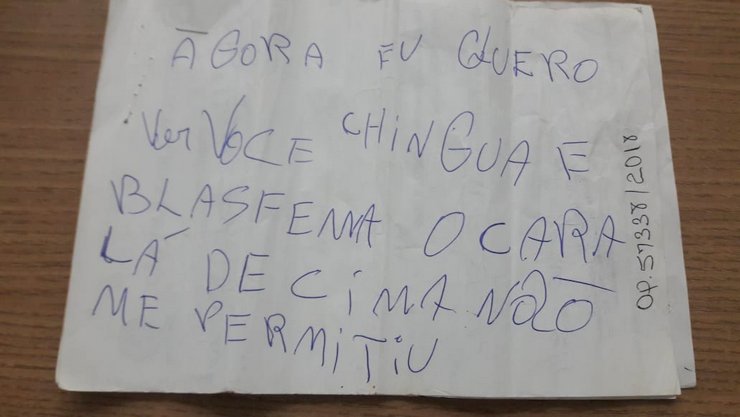 AGORA EU QUERO
Ver VOCE CHINGUA E
BLASFEMA O CARA
LÁ DE CIMA NÃO
ME PERMITIU
OP.57338/2018